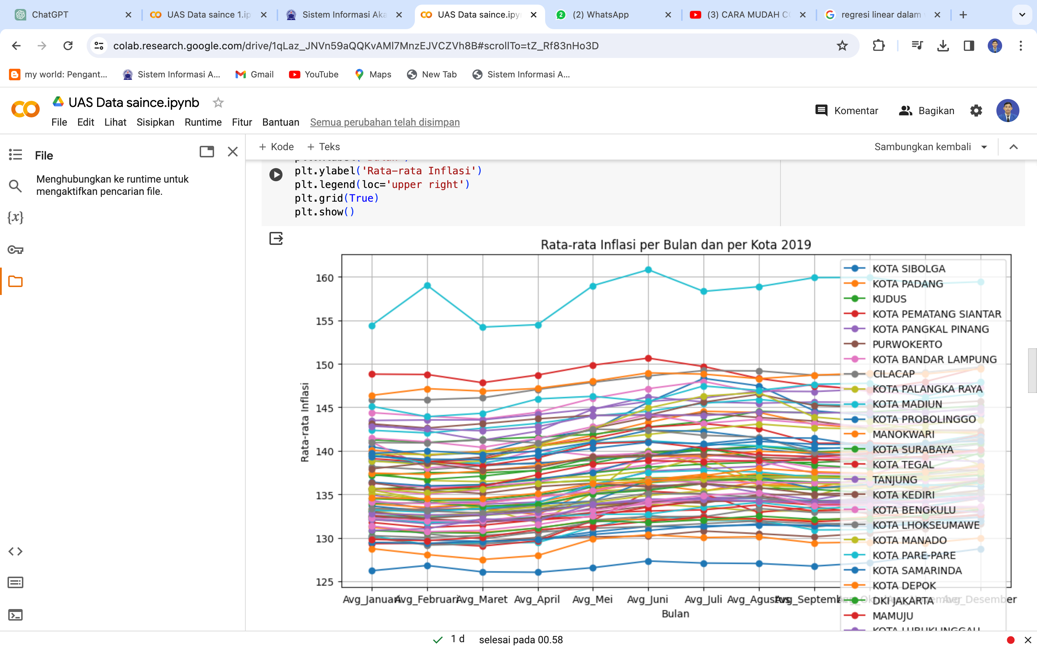 ChatGPT
UAS Data saince 1.ip
Sistem Informasi Aka
UAS Data saince.ipyn
(2) WhatsApp
(3) CARA MUDAH C
regresi linear dalam
colab.research.google.com/drive/1qLaz_JNVn59aQQKvAMl7MnzEJVCZVh8B#scrollTo=tZ_Rf83nHo3D
my world: Pengant...
Sistem Informasi A...
Gmail
YouTube
Maps
New Tab
Sistem Informasi A...
UAS Data saince.ipynb
Komentar
Bagikan
File Edit Lihat Sisipkan Runtime Fitur Bantuan Semua perubahan telah disimpan
File
+ Kode + Teks
Sambungkan kembali
Menghubungkan ke runtime untuk
mengaktifkan pencarian file.
{x}
plt.ylabel('Rata-rata Inflasi')
plt.legend(loc='upper right')
plt.grid(True)
plt.show()
Rata-rata Inflasi per Bulan dan per Kota 2019
160
155
150
145
140
135
130
125
Rata-rata Inflasi
KOTA SIBOLGA
KOTA PADANG
KUDUS
KOTA PEMATANG SIANTAR
KOTA PANGKAL PINANG
PURWOKERTO
KOTA BANDAR LAMPUNG
CILACAP
KOTA PALANGKA RAYA
KOTA MADIUN
KOTA PROBOLINGGO
MANOKWARI
KOTA SURABAYA
KOTA TEGAL
TANJUNG
KOTA KEDIRI
KOTA BENGKULU
KOTA LHOKSEUMAWE
KOTA MANADO
KOTA PARE-PARE
KOTA SAMARINDA
KOTA DEPOK
DKI JAKARTA
MAMUJU
KOTA LUBUKLINGGAU
Avg_Januari Avg_Februari Avg_Maret Avg_April Avg_Mei Avg_Juni Avg_Juli Avg_Agustus Avg_September Avg_Desember
Bulan
1 d selesai pada 00.58